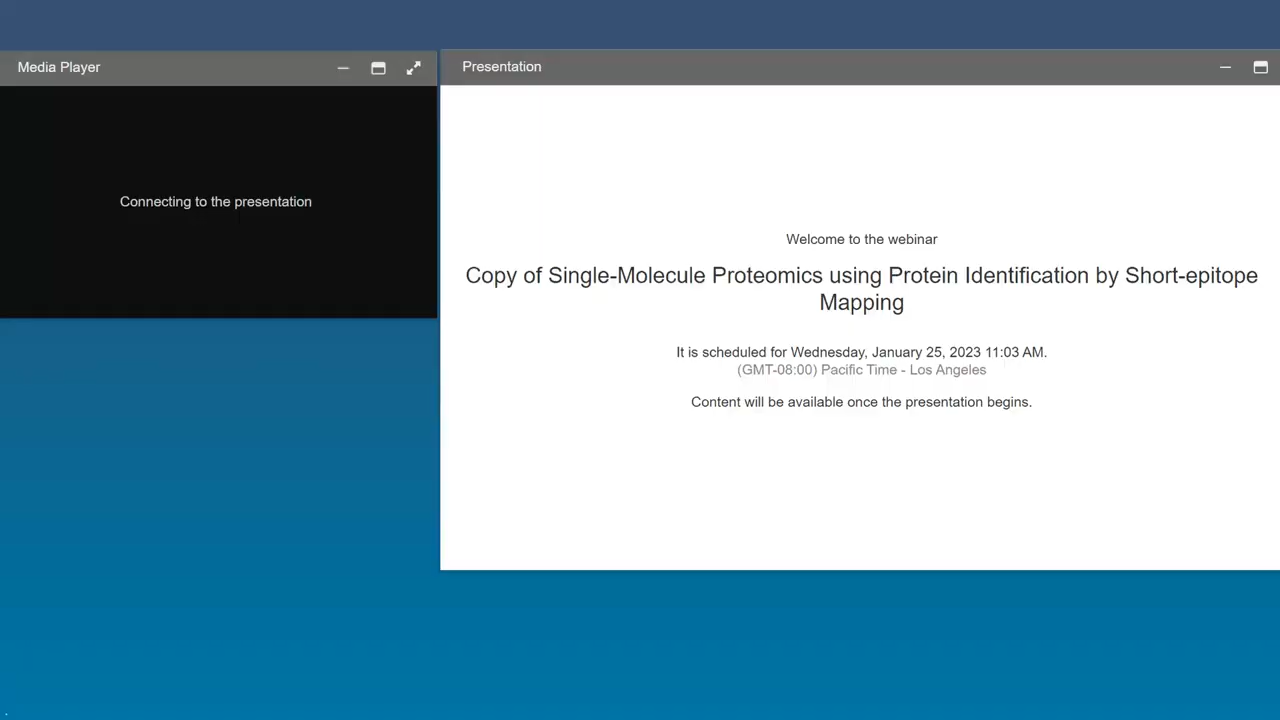 Media Player
Presentation
Connecting to the presentation
Welcome to the webinar
Copy of Single-Molecule Proteomics using Protein Identification by Short-epitope
Mapping
It is scheduled for Wednesday, January 25, 2023 11:03 AM.
(GMT-08:00) Pacific Time - Los Angeles
Content will be available once the presentation begins.